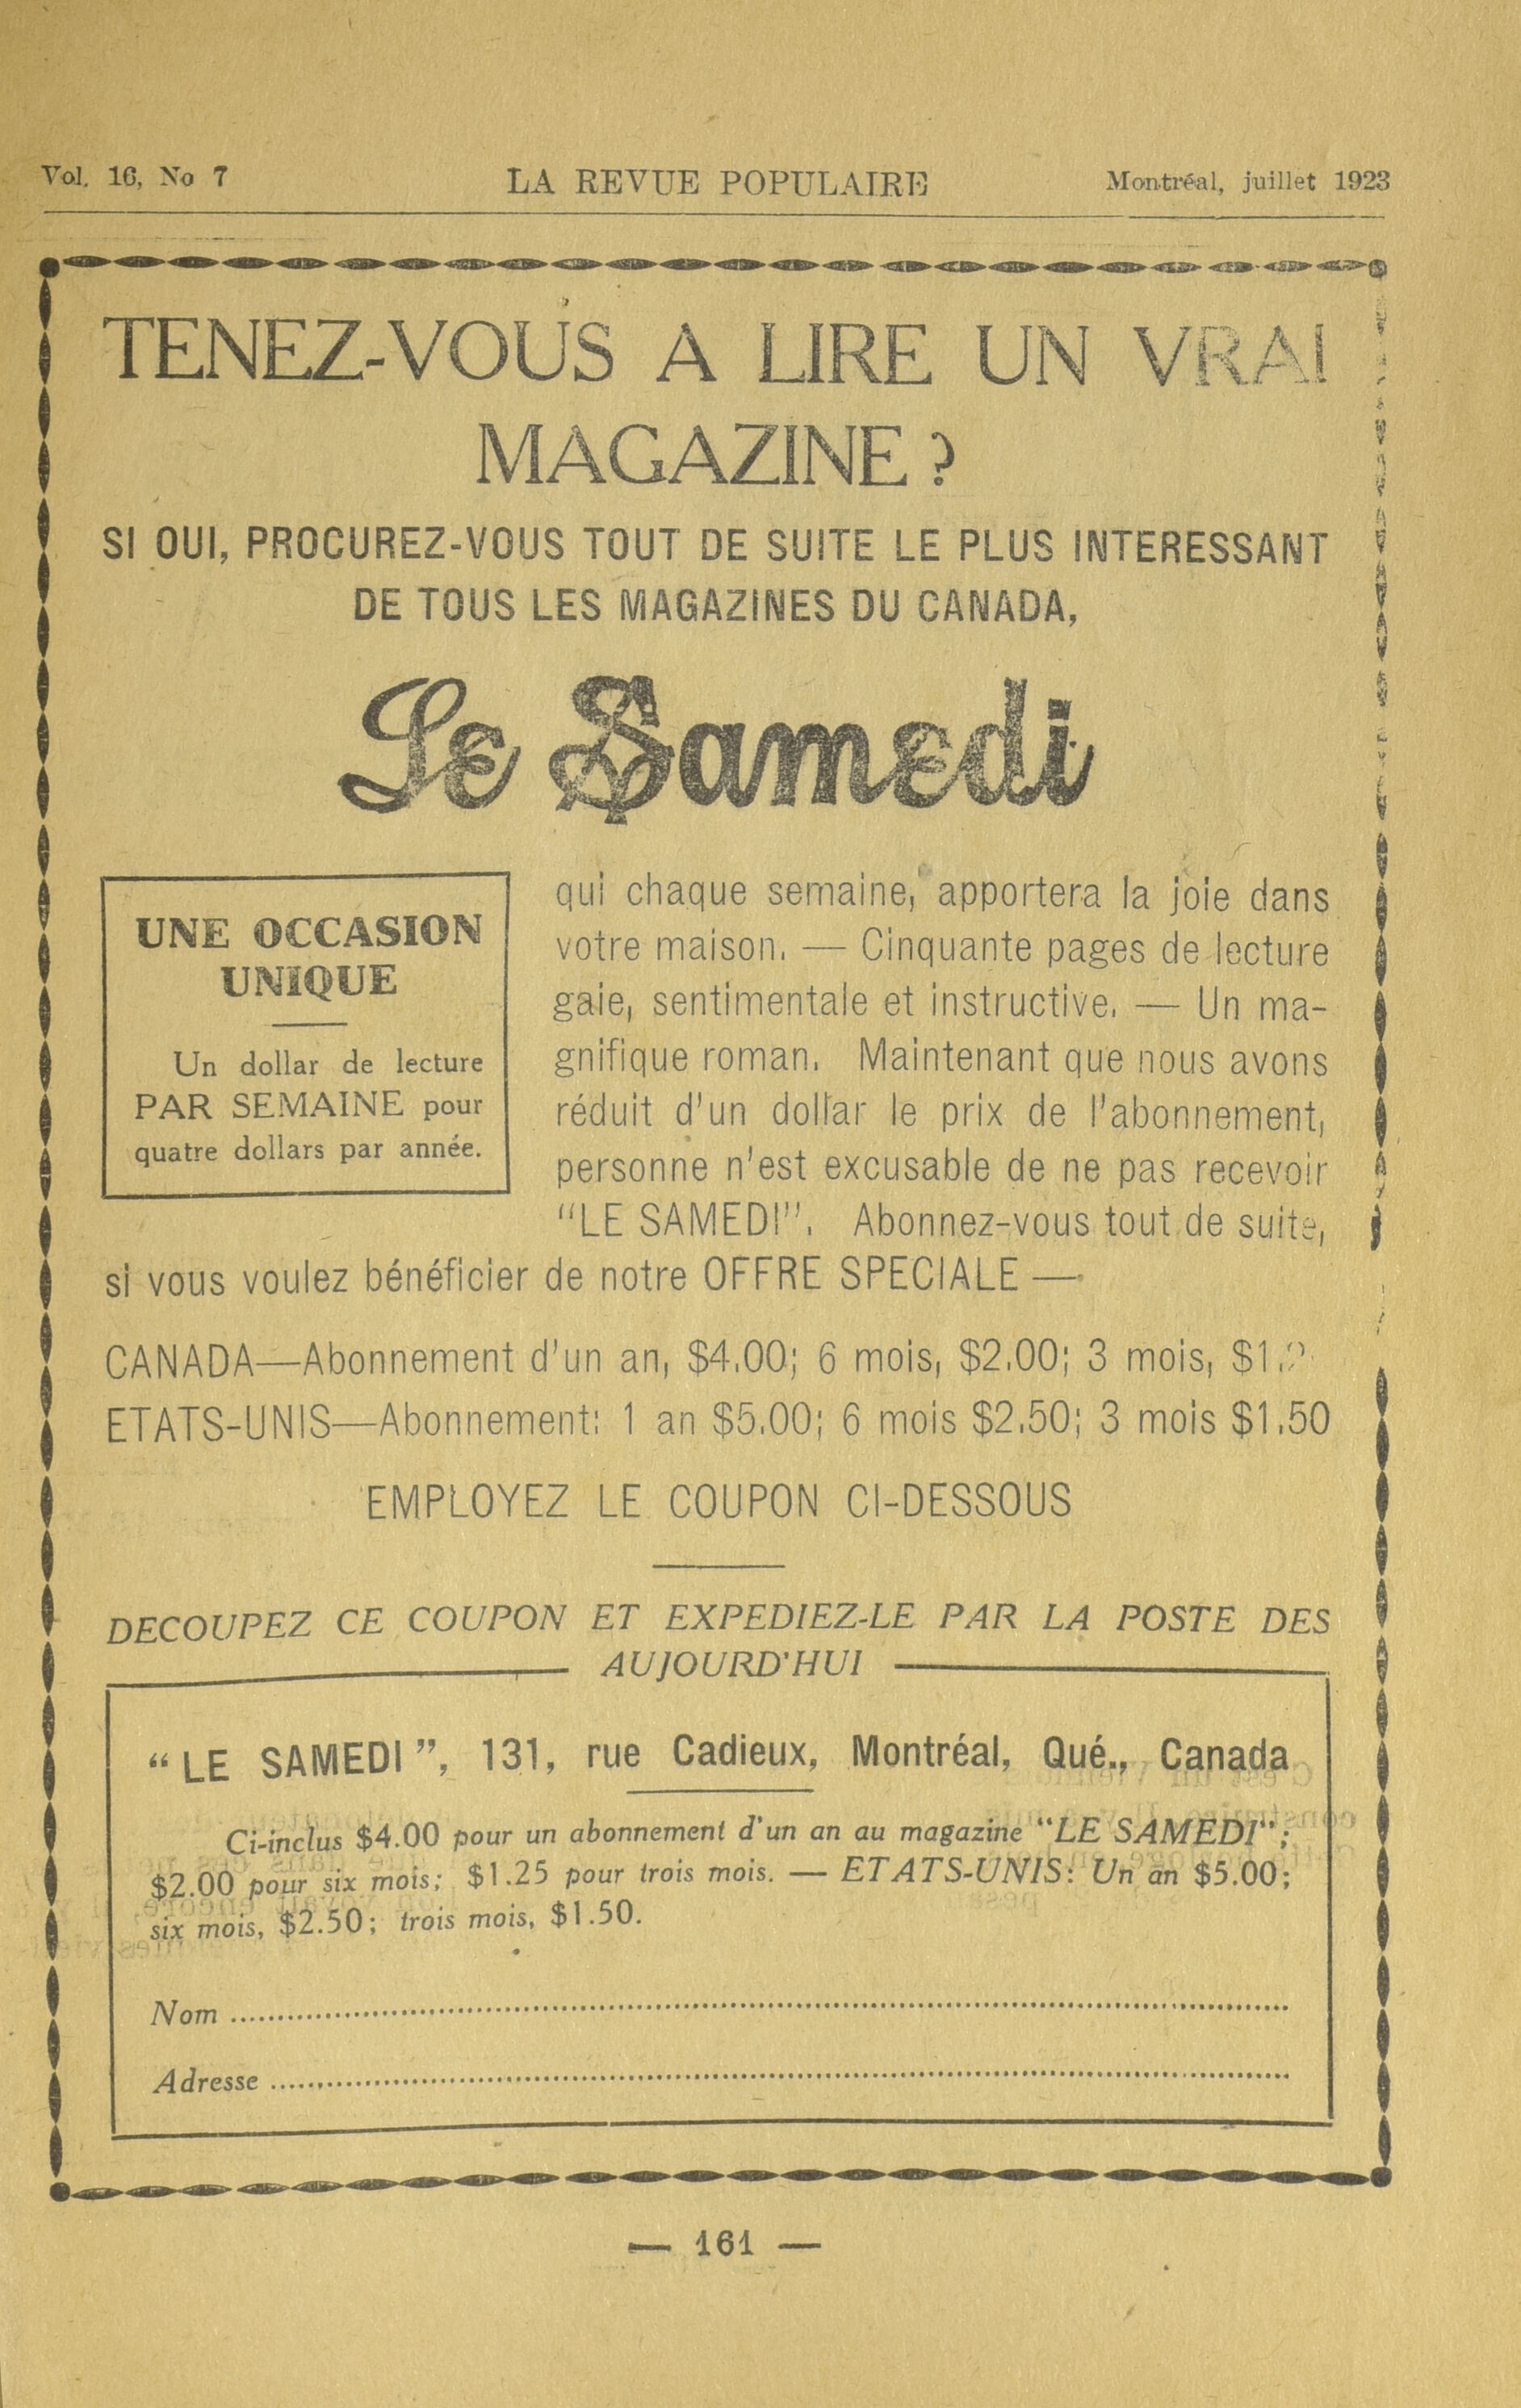 Vol. 16, No 7 LA REVUE POPULAIRE Montréal, juillet 1923
TENEZ-VOUS A LIRE UN VRAI
MAGAZINE ?
SI OUI, PROCUREZ-VOUS TOUT DE SUITE LE PLUS INTERESSANT
DE TOUS LES MAGAZINES DU CANADA,
Le Samedi
UNE OCCASION
UNIQUE
Un dollar de lecture
PAR SEMAINE pour
quatre dollars par année.
qui chaque semaine, apportera la joie dans
votre maison. — Cinquante pages de lecture
gaie, sentimentale et instructive. — Un ma-
gnifique roman. Maintenant que nous avons
réduit d'un dollar le prix de l'abonnement,
personne n'est excusable de ne pas recevoir
"LE SAMEDI". Abonnez-vous tout de suite,
si vous voulez bénéficier de notre OFFRE SPECIALE —
CANADA—Abonnement d'un an, $4.00; 6 mois, $2.00; 3 mois,
ETATS-UNIS—Abonnement: 1 an $5.00; 6 mois $2.50; 3 mois $1.50
EMPLOYEZ LE COUPON CI-DESSOUS
DECOUPEZ CE COUPON ET EXPEDIEZ-LE PAR LA POSTE DES
AUJOURD'HUI
"LE SAMEDI", 131, rue Cadieux, Montréal, Qué., Canada
Ci-inclus $4.00 pour un abonnement d'un an au magazine "LE SAMEDI";
$2.00 pour six mois; $1.25 pour trois mois. — ETATS-UNIS: Un an $5.00;
six mois, $2.50; trois mois, $1.50.
Nom
Adresse
— 161 —